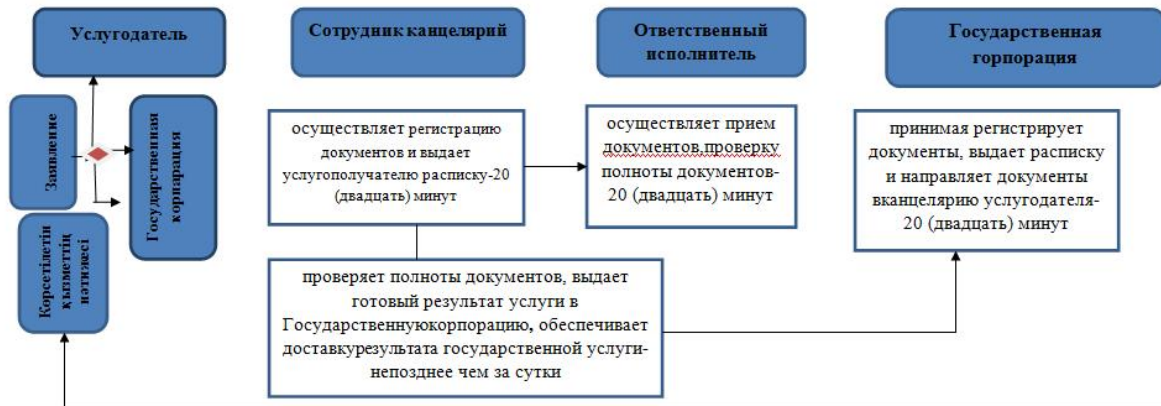 Услугодатель
Сотрудник канцелярий
Ответственный
исполнитель
Государственная
горпорация
Заявление
Государственная
корпарация
Көрсетілетін
қызметтің
нәтижесі
осуществляет регистрацию
документов и выдает
услугополучателю расписку-20
(двадцать) минут
осуществляет прием
документов,проверку
полноты документов-
20 (двадцать) минут
принимая регистрирует
документы, выдает расписку
и направляет документы
вканцелярию услугодателя-
20 (двадцать) минут
проверяет полноты документов, выдает
готовый результат услуги в
Государственнуюкорпорацию, обеспечивает
доставкурезультата государственной услуги-
непозднее чем за сутки